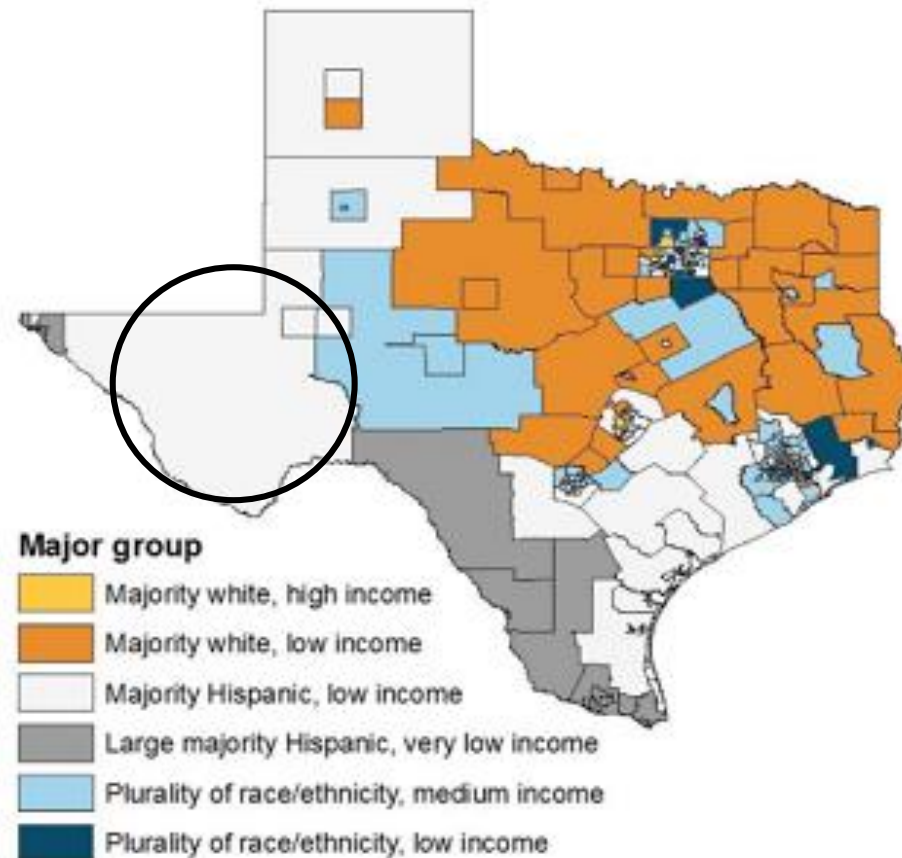 Major group
Majority white, high income
Majority white, low income
Majority Hispanic, low income
Large majority Hispanic, very low income
Plurality of race/ethnicity, medium income
Plurality of race/ethnicity, low income